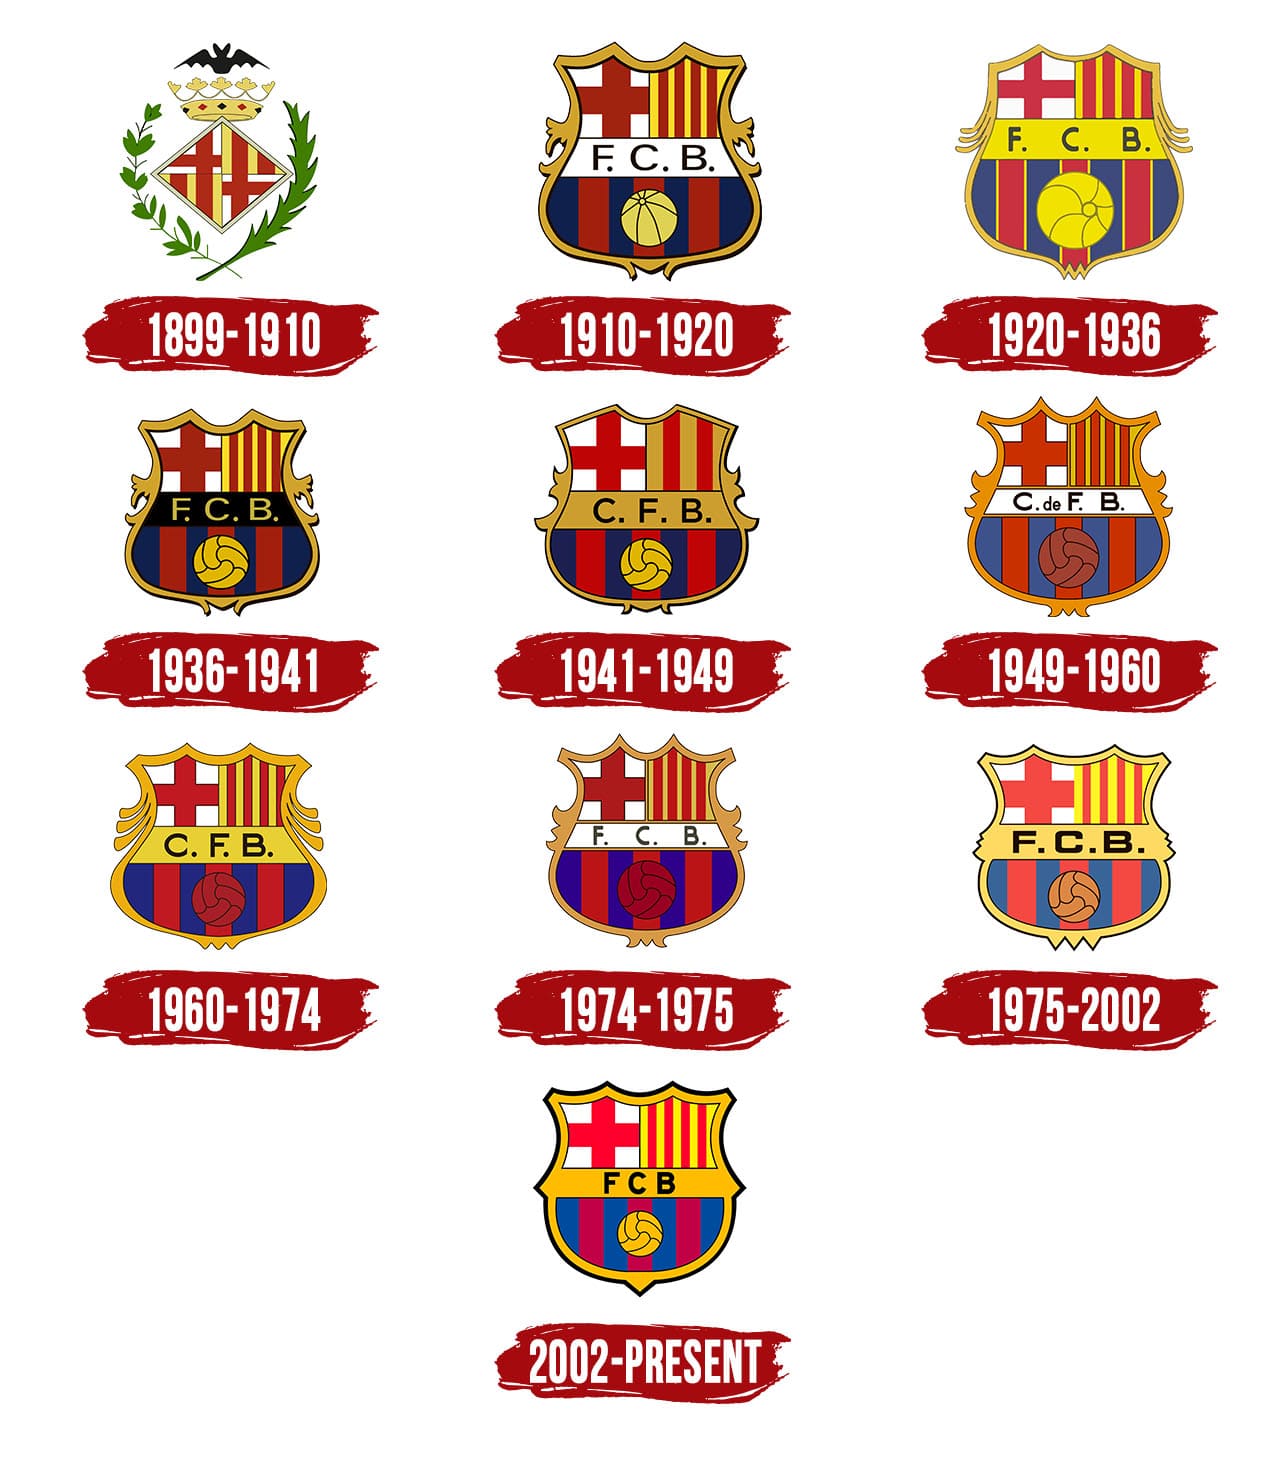 F. C. B.
F. C. B.
1899-1910
1910-1920
1920-1936
F. C. B.
C. F. B.
C. de F. B.
1936-1941
1941-1949
1949-1960
C. F. B.
F. C. B.
F. C. B.
1960-1974
1974-1975
1975-2002
FCB
2002-PRESENT